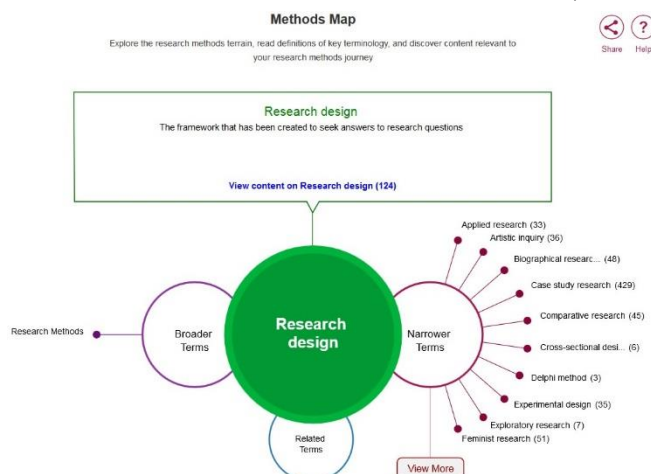 Methods Map
Explore the research methods terrain, read definitions of key terminology, and discover content relevant to
your research methods journey
Share
Help
Research design
The framework that has been created to seek answers to research questions
View content on Research design (124)
Research Methods
Broader
Terms
Research
design
Narrower
Terms
Related
Terms
Applied research (33)
Artistic inquiry (36)
Biographical researc... (48)
Case study research (429)
Comparative research (45)
Cross-sectional desi... (6)
Delphi method (3)
Experimental design (35)
Exploratory research (7)
Feminist research (51)
View More